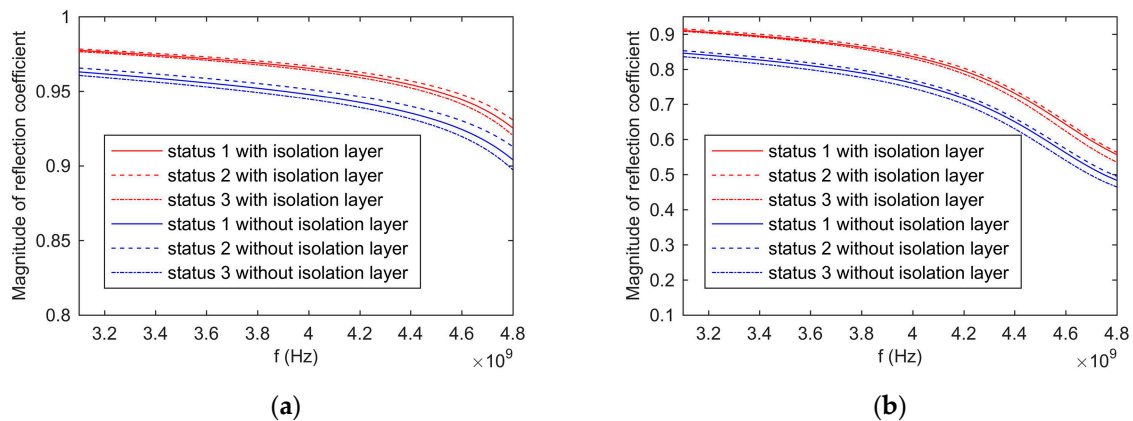 Magnitude of reflection coefficient
1
0.95
0.9
0.85
0.8
status 1 with isolation layer
status 2 with isolation layer
status 3 with isolation layer
status 1 without isolation layer
status 2 without isolation layer
status 3 without isolation layer
3.2 3.4 3.6 3.8 4 4.2 4.4 4.6 4.8
f (Hz)
×10⁹
(a)
Magnitude of reflection coefficient
0.9
0.8
0.7
0.6
0.5
0.4
0.3
0.2
0.1
status 1 with isolation layer
status 2 with isolation layer
status 3 with isolation layer
status 1 without isolation layer
status 2 without isolation layer
status 3 without isolation layer
3.2 3.4 3.6 3.8 4 4.2 4.4 4.6 4.8
f (Hz)
×10⁹
(b)